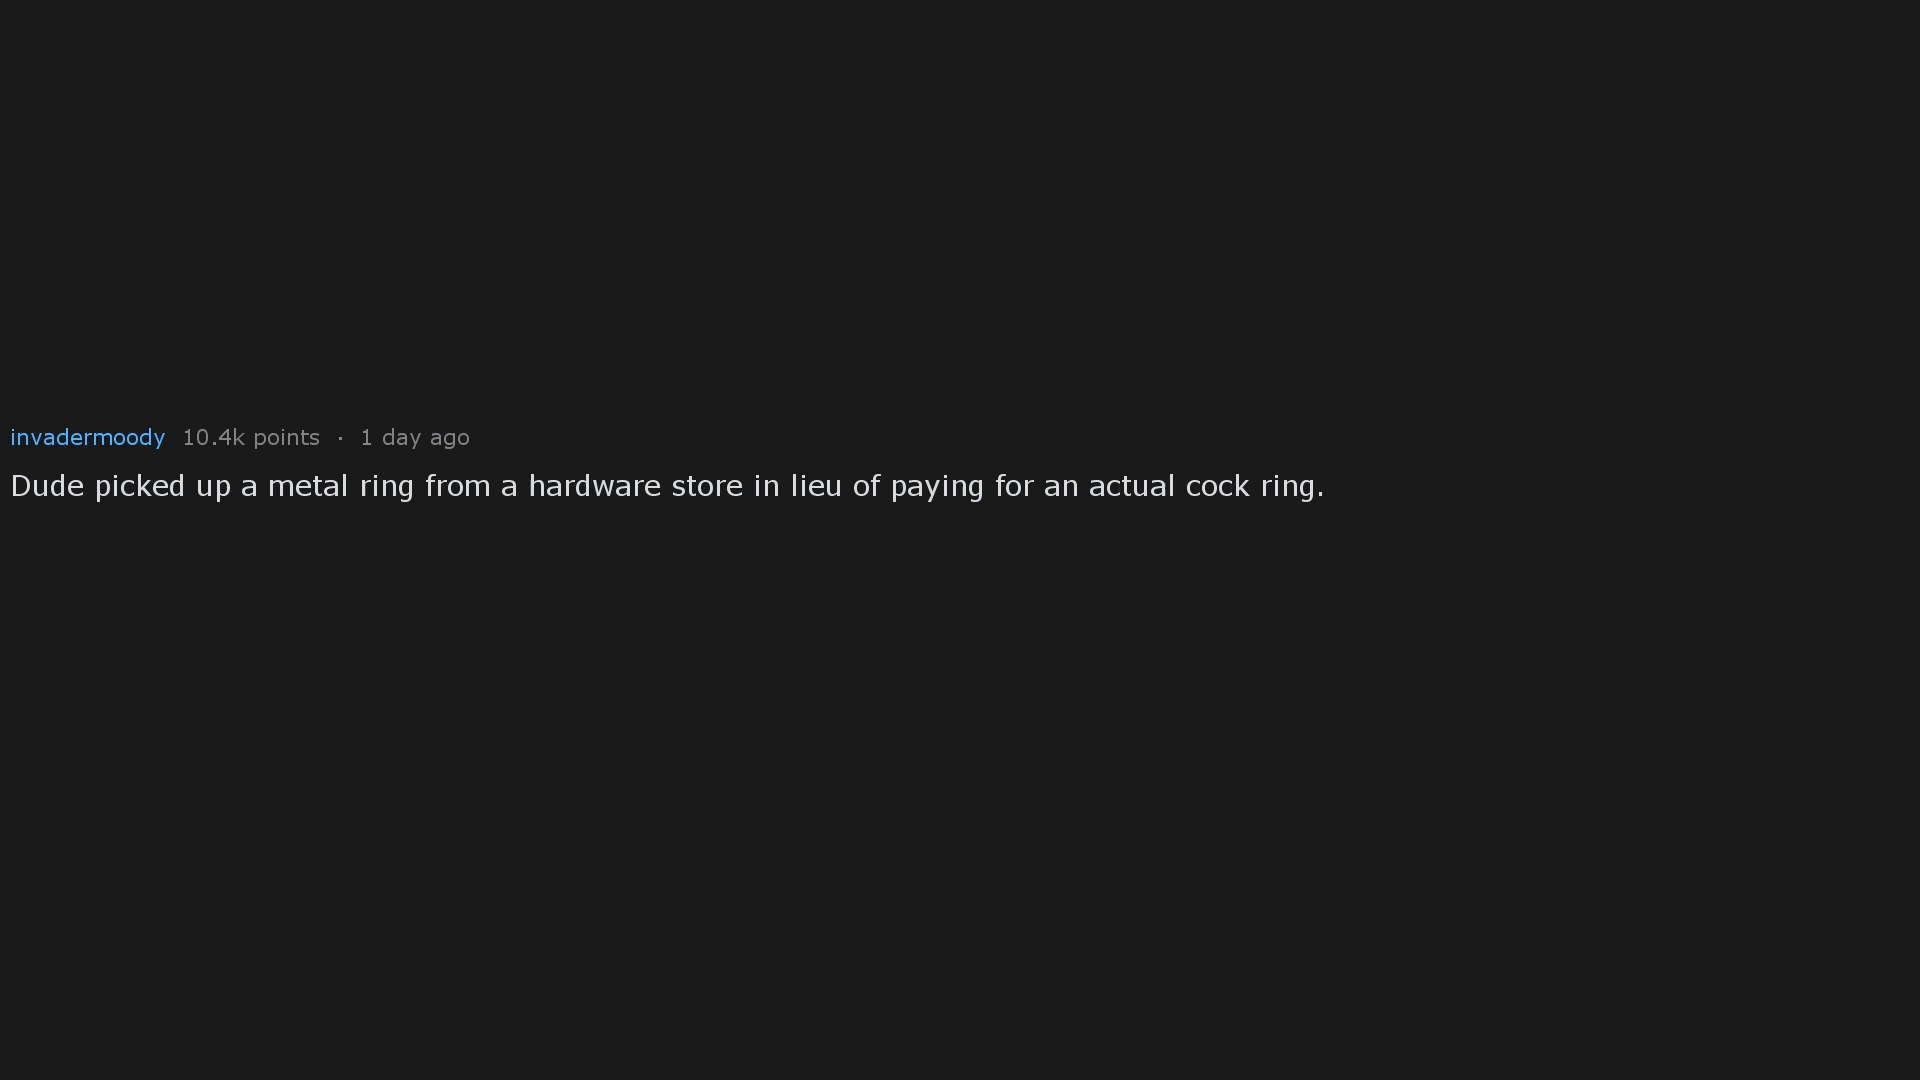 invadermoody 10.4k points · 1 day ago
Dude picked up a metal ring from a hardware store in lieu of paying for an actual cock ring.